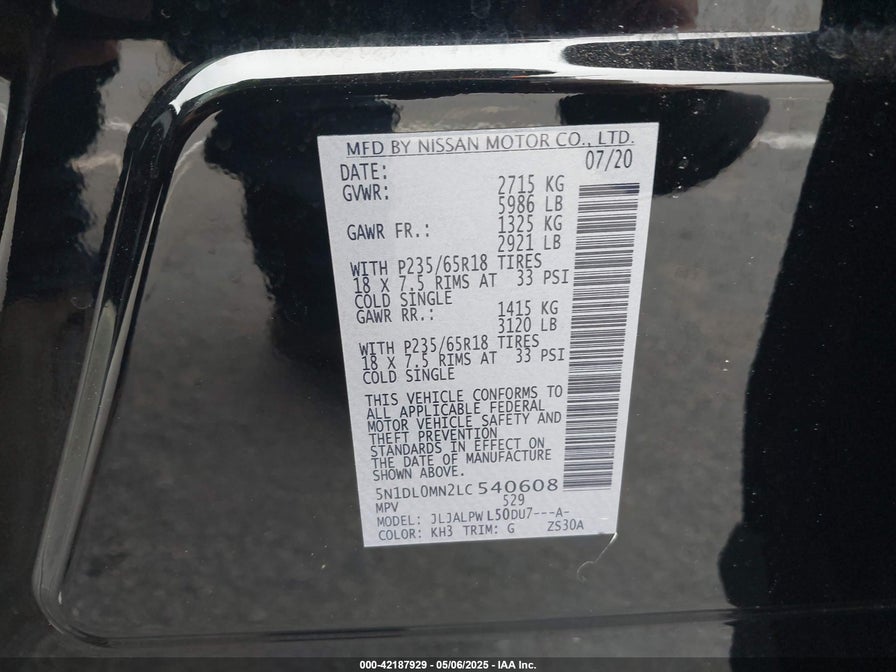 MFD BY NISSAN MOTOR CO., LTD.
DATE: 07/20
GVWR: 2715 KG
5986 LB
GAWR FR.: 1325 KG
2921 LB
WITH P235/65R18 TIRES
18 X 7.5 RIMS AT 33 PSI
COLD SINGLE
GAWR RR.: 1415 KG
3120 LB
WITH P235/65R18 TIRES
18 X 7.5 RIMS AT 33 PSI
COLD SINGLE
THIS VEHICLE CONFORMS TO
ALL APPLICABLE FEDERAL
MOTOR VEHICLE SAFETY AND
THEFT PREVENTION
STANDARDS IN EFFECT ON
THE DATE OF MANUFACTURE
SHOWN ABOVE.
5N1DL0MN2LC 540608
MPV 529
MODEL: JLJALPW L50DU7---A-
COLOR: KH3 TRIM: G ZS30A
000-42187929 - 05/06/2025 - IAA Inc.